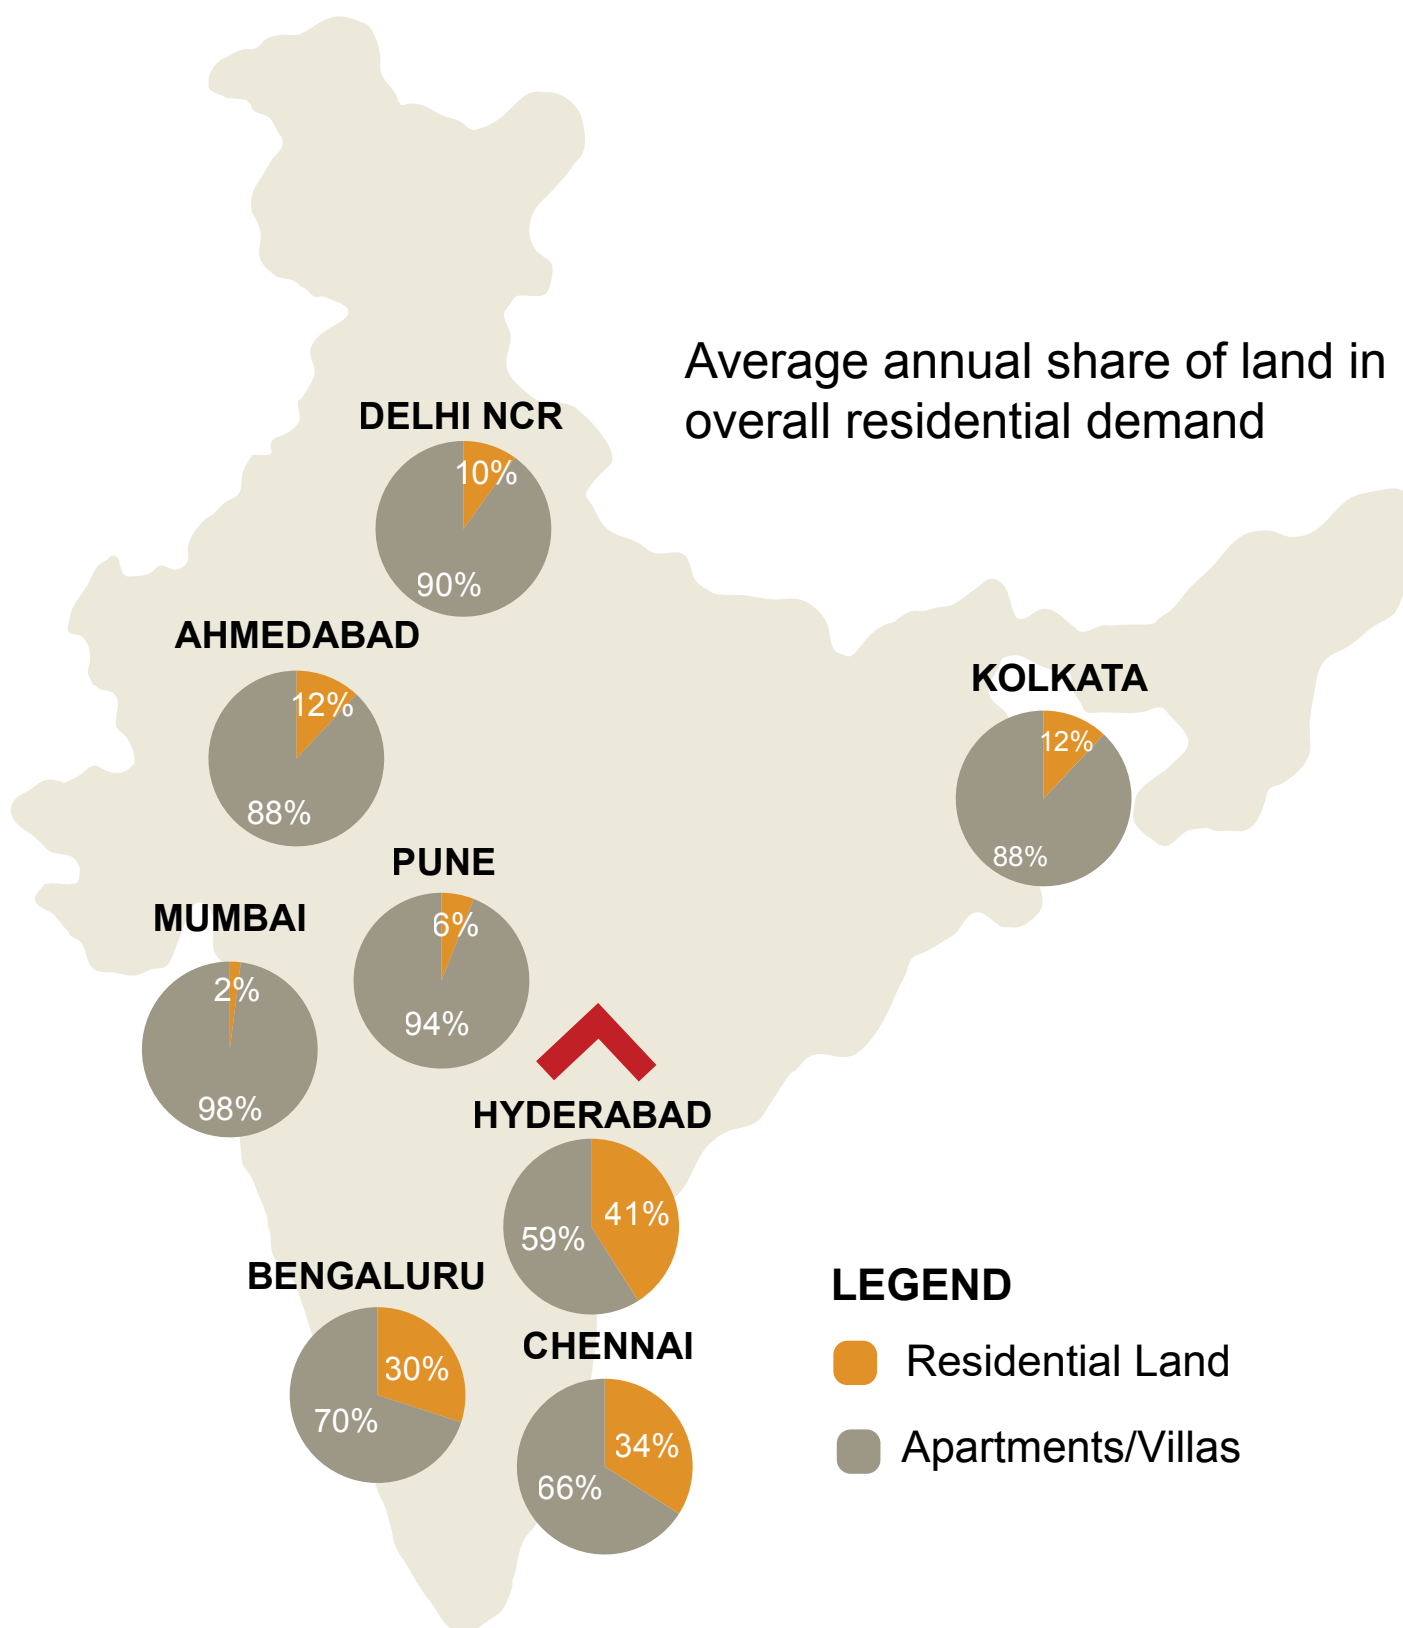 Average annual share of land in
overall residential demand
DELHI NCR
10%
90%
AHMEDABAD
12%
88%
KOLKATA
12%
88%
PUNE
6%
94%
MUMBAI
2%
98%
HYDERABAD
41%
59%
BENGALURU
30%
70%
CHENNAI
34%
66%
LEGEND
Residential Land
Apartments/Villas